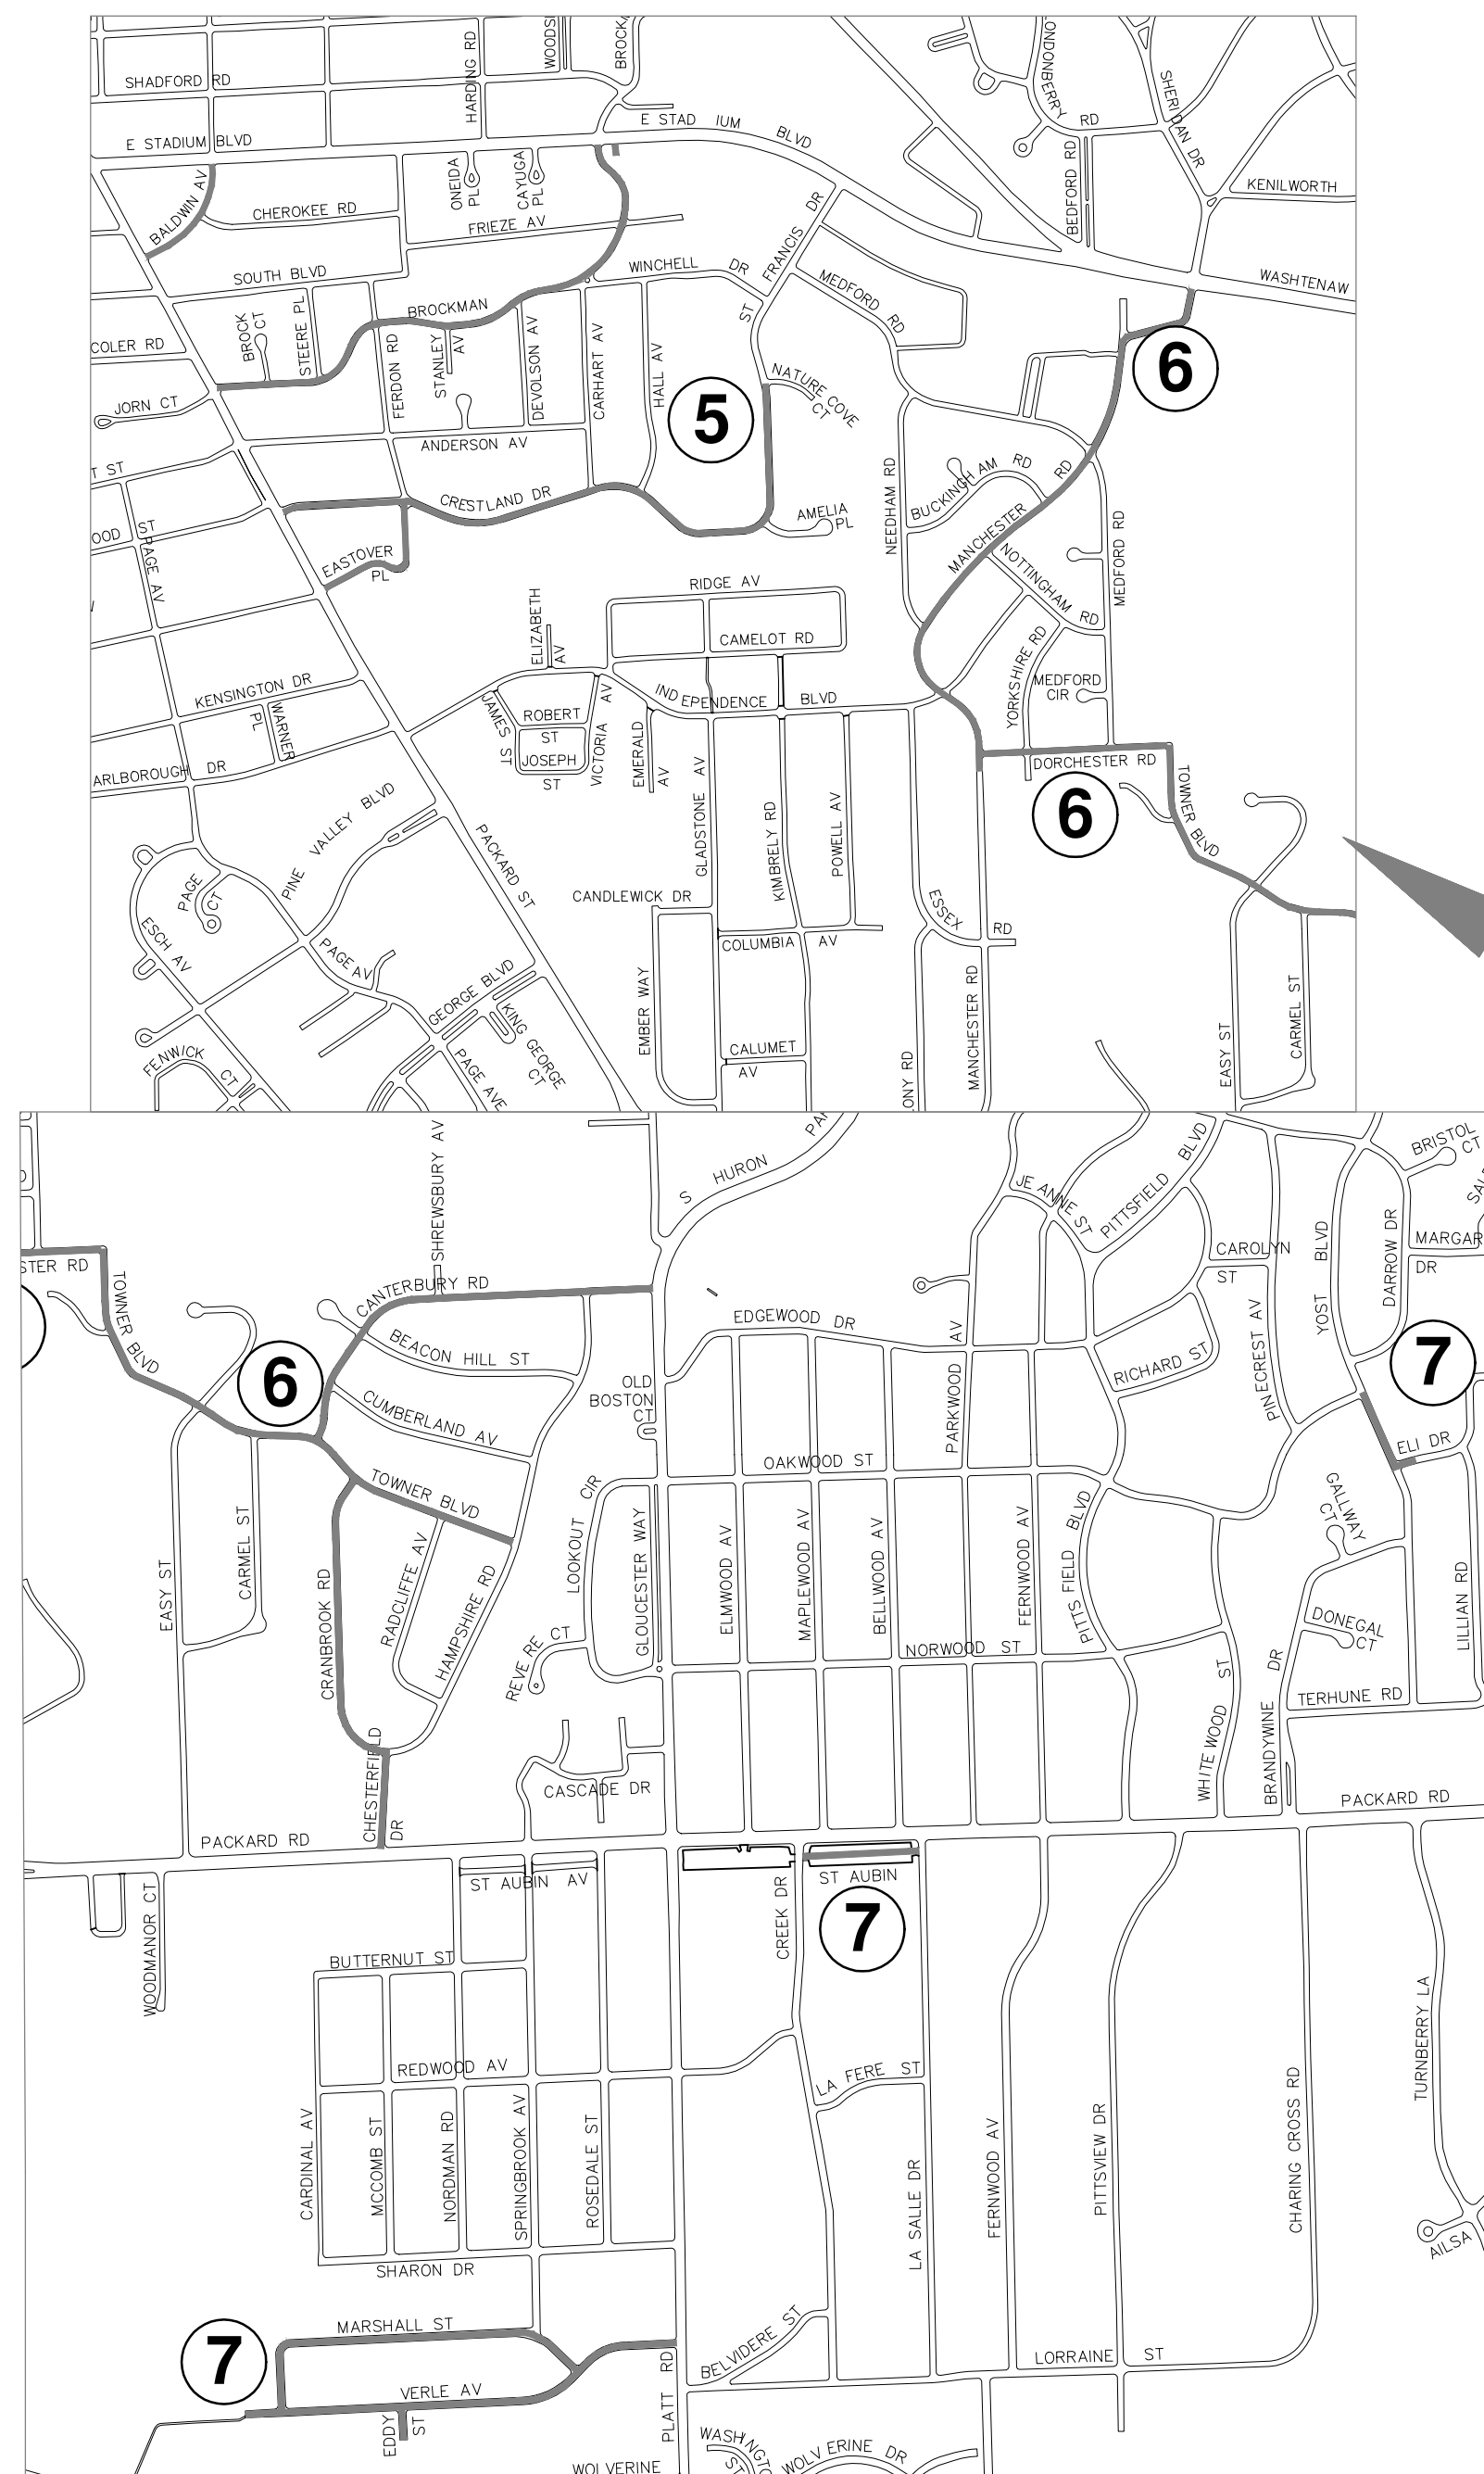 SHADFORD RD
HARDING RD
E STADIUM BLVD
E STADIUM BLVD
LONDONBERRY
RD
SHERIDAN DR
BEDFORD RD
KENILWORTH
WASHTENAW
BALDWIN AV
CHEROKEE RD
ONEIDA
PL
CAYUGA
PL
FRIEZE AV
SOUTH BLVD
WINCHELL DR
ST FRANCIS DR
MEDFORD RD
BROCKMAN
COLER RD
BROCK
CT
STEERE PL
FERDON RD
STANLEY
AV
DEVOLSON AV
CARHART AV
HALL AV
NATURE COVE
CT
6
5
JORN CT
ANDERSON AV
T ST
OOD ST
PAGE AV
CRESTLAND DR
AMELIA
PL
EASTOVER
PL
NEEDHAM RD
BUCKINGHAM RD
MANCHESTER RD
NOTTINGHAM RD
MEDFORD RD
YORKSHIRE RD
MEDFORD
CIR
RIDGE AV
CAMELOT RD
ELIZABETH
AV
INDEPENDENCE BLVD
KENSINGTON DR
WARNER
PL
JAMES ST
ROBERT
ST
JOSEPH
ST
VICTORIA AV
EMERALD
AV
GLADSTONE AV
KIMBRELY RD
POWELL AV
DORCHESTER RD
6
TOWNER BLVD
ARLBOROUGH DR
PINE VALLEY BLVD
PACKARD ST
PAGE
CT
ESCH AV
PAGE AV
CANDLEWICK DR
COLUMBIA AV
ESSEX RD
EMBER WAY
GEORGE BLVD
KING GEORGE
CT
PAGE AVE
FENWICK
CT
CALUMET
AV
LONY RD
MANCHESTER RD
EASY ST
CARMEL ST
STER RD
TOWNER BLVD
SHREWSBURY AV
CANTERBURY RD
S HURON
BEACON HILL ST
6
CUMBERLAND AV
TOWNER BLVD
OLD
BOSTON
CT
EDGEWOOD DR
JEANNE ST
PITTSFIELD BLVD
CAROLYN
ST
RICHARD ST
PINECREST AV
YOST BLVD
DARROW DR
BRISTOL
CT
MARGAR
DR
7
ELI DR
OAKWOOD ST
PARKWOOD AV
EASY ST
CARMEL ST
CRANBROOK RD
RADCLIFFE AV
HAMPSHIRE RD
LOOKOUT CIR
GLOUCESTER WAY
REVERE CT
ELMWOOD AV
MAPLEWOOD AV
BELLWOOD AV
FERNWOOD AV
PITTSFIELD BLVD
NORWOOD ST
WHITEWOOD ST
BRANDYWINE DR
GALLWAY
CT
DONEGAL
CT
TERHUNE RD
LILLIAN RD
CHESTERFIELD
DR
CASCADE DR
PACKARD RD
PACKARD RD
WOODMANOR CT
ST AUBIN AV
ST AUBIN
7
CREEK DR
BUTTERNUT ST
REDWOOD AV
LA FERE ST
CARDINAL AV
MCCOMB ST
NORDMAN RD
SPRINGBROOK AV
ROSEDALE ST
LA SALLE DR
FERNWOOD AV
PITTSVIEW DR
CHARING CROSS RD
TURNBERRY LA
AILSA
SHARON DR
MARSHALL ST
7
VERLE AV
EDDY
ST
PLATT RD
BELVIDERE ST
LORRAINE ST
WASHINGTO
ST
WOLVERINE DR
WOLVERINE